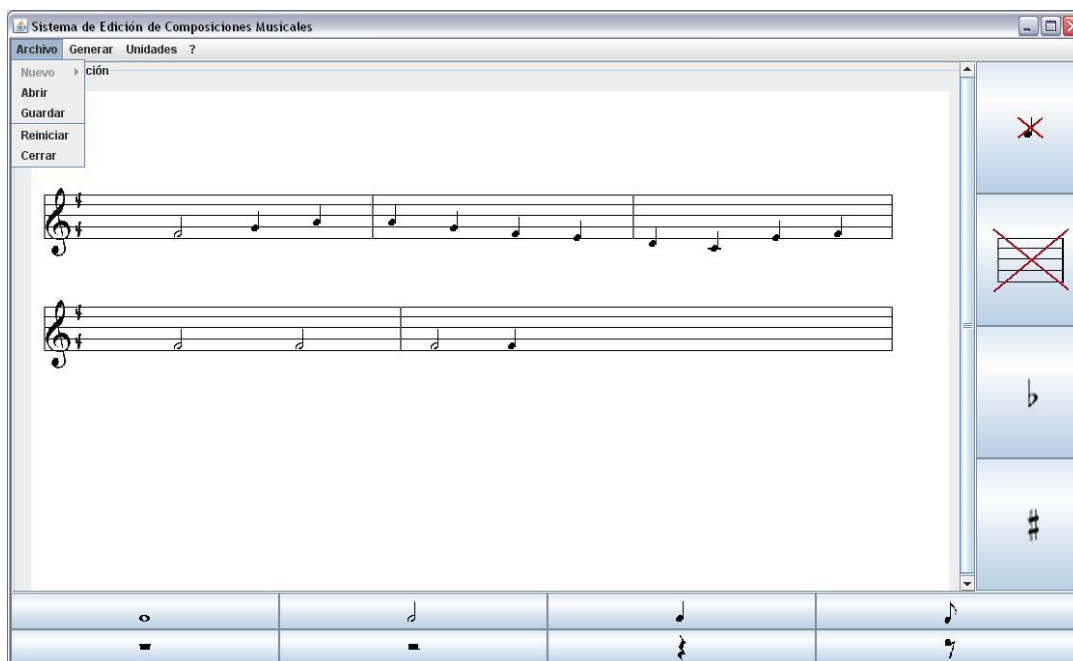 Sistema de Edición de Composiciones Musicales
Archivo Generar Unidades ?
Nuevo
ción
Abrir
Guardar
Reiniciar
Cerrar